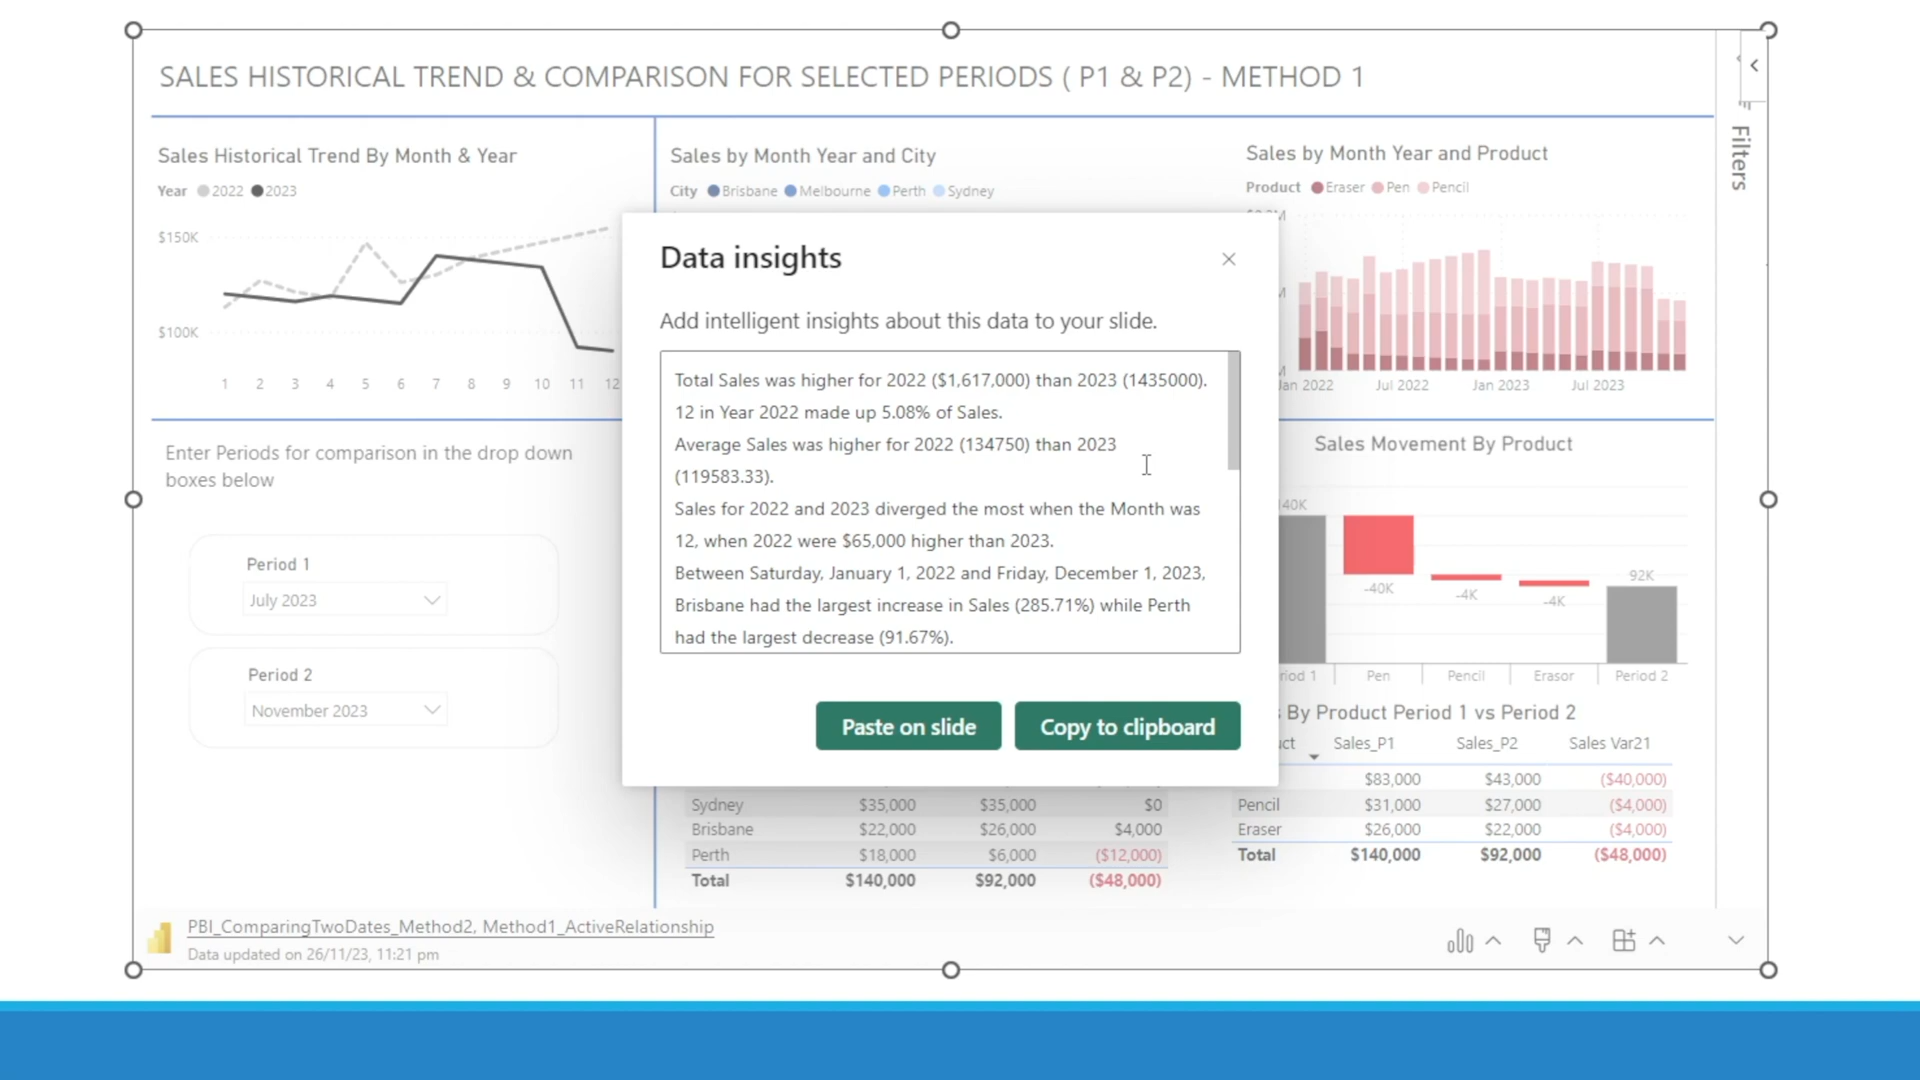 SALES HISTORICAL TREND & COMPARISON FOR SELECTED PERIODS ( P1 & P2) - METHOD 1
Filters
Sales Historical Trend By Month & Year
Year 2022 2023
$150K
$100K
1 2 3 4 5 6 7 8 9 10 11 12
Sales by Month Year and City
City Brisbane Melbourne Perth Sydney
Sales by Month Year and Product
Product Eraser Pen Pencil
Jan 2022 Jul 2022 Jan 2023 Jul 2023
Data insights
Add intelligent insights about this data to your slide.
Total Sales was higher for 2022 ($1,617,000) than 2023 (1435000).
12 in Year 2022 made up 5.08% of Sales.
Average Sales was higher for 2022 (134750) than 2023
(119583.33).
Sales for 2022 and 2023 diverged the most when the Month was
12, when 2022 were $65,000 higher than 2023.
Between Saturday, January 1, 2022 and Friday, December 1, 2023,
Brisbane had the largest increase in Sales (285.71%) while Perth
had the largest decrease (91.67%).
Paste on slide
Copy to clipboard
Enter Periods for comparison in the drop down
boxes below
Period 1
July 2023
Period 2
November 2023
Sales Movement By Product
40K
-40K
-4K
-4K
92K
riod 1 Pen Pencil Erasor Period 2
By Product Period 1 vs Period 2
uct Sales_P1 Sales_P2 Sales Var21
$83,000 $43,000 ($40,000)
Pencil $31,000 $27,000 ($4,000)
Eraser $26,000 $22,000 ($4,000)
Total $140,000 $92,000 ($48,000)
Sydney $35,000 $35,000 $0
Brisbane $22,000 $26,000 $4,000
Perth $18,000 $6,000 ($12,000)
Total $140,000 $92,000 ($48,000)
PBI_ComparingTwoDates_Method2, Method1_ActiveRelationship
Data updated on 26/11/23, 11:21 pm